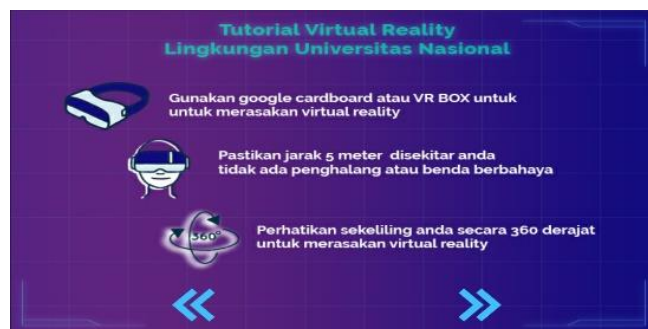 Tutorial Virtual Reality
Lingkungan Universitas Nasional
Gunakan google cardboard atau VR BOX untuk
untuk merasakan virtual reality
Pastikan jarak 5 meter disekitar anda
tidak ada penghalang atau benda berbahaya
360°
Perhatikan sekeliling anda secara 360 derajat
untuk merasakan virtual reality